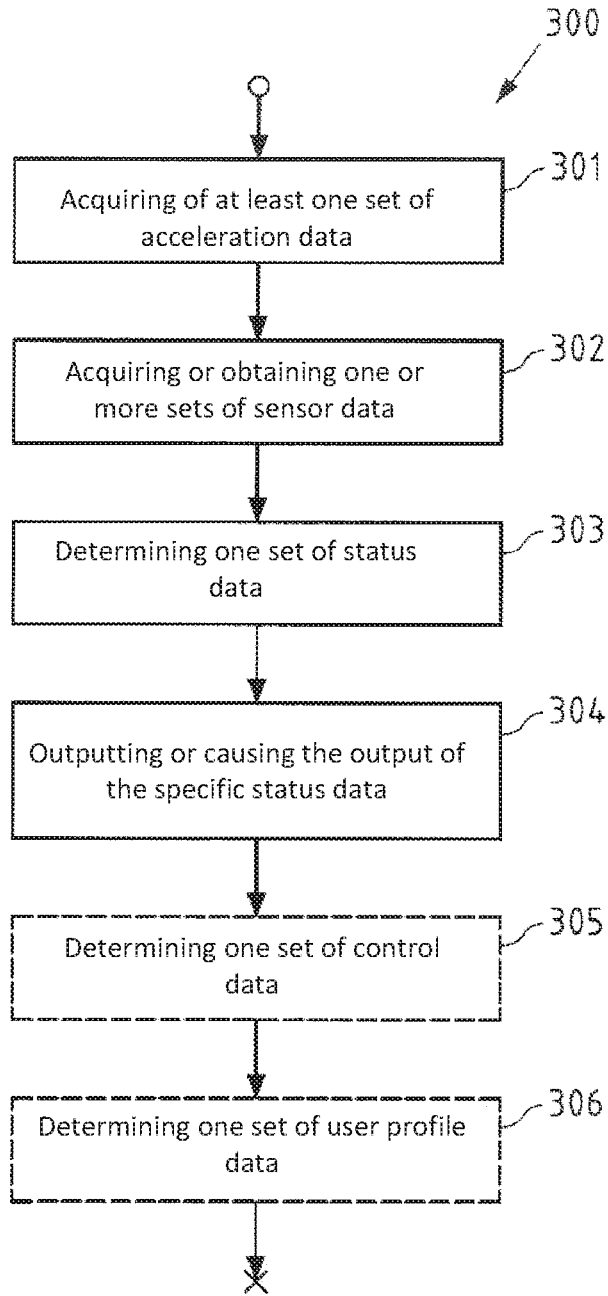 300
301
Acquiring of at least one set of
acceleration data
302
Acquiring or obtaining one or
more sets of sensor data
303
Determining one set of status
data
304
Outputting or causing the output of
the specific status data
305
Determining one set of control
data
306
Determining one set of user profile
data